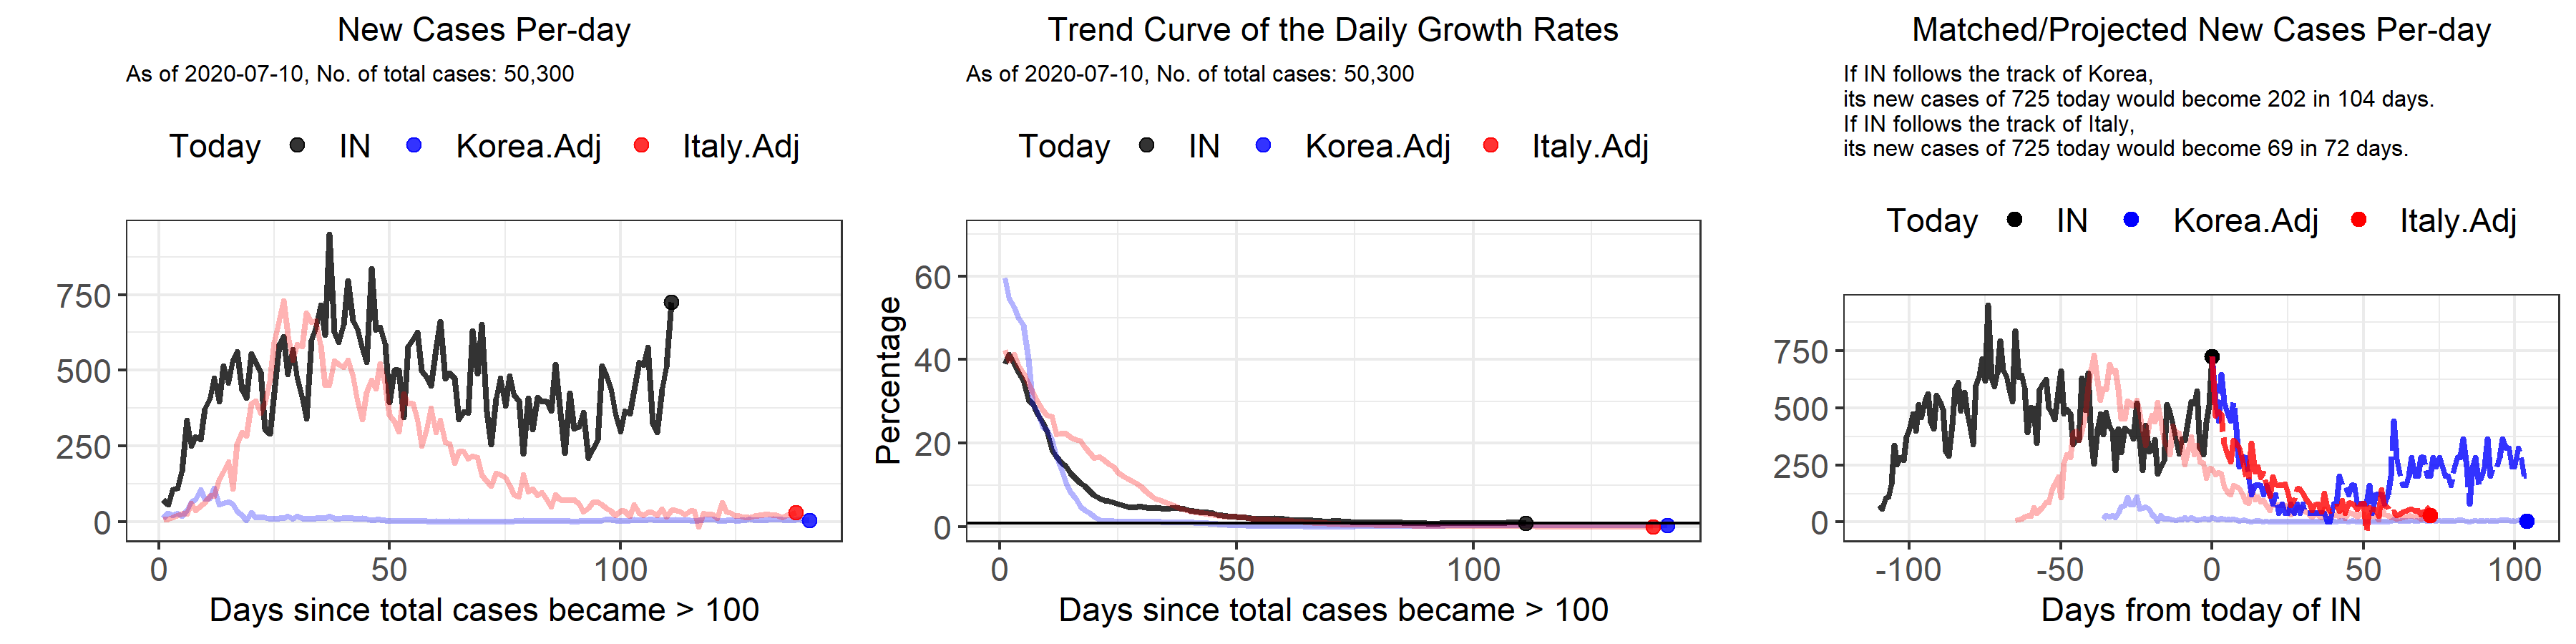 New Cases Per-day
As of 2020-07-10, No. of total cases: 50,300
Today IN Korea.Adj Italy.Adj
750
500
250
0
0 50 100
Days since total cases became > 100
Trend Curve of the Daily Growth Rates
As of 2020-07-10, No. of total cases: 50,300
Today IN Korea.Adj Italy.Adj
Percentage
60
40
20
0
0 50 100
Days since total cases became > 100
Matched/Projected New Cases Per-day
If IN follows the track of Korea,
its new cases of 725 today would become 202 in 104 days.
If IN follows the track of Italy,
its new cases of 725 today would become 69 in 72 days.
Today IN Korea.Adj Italy.Adj
750
500
250
0
-100 -50 0 50 100
Days from today of IN